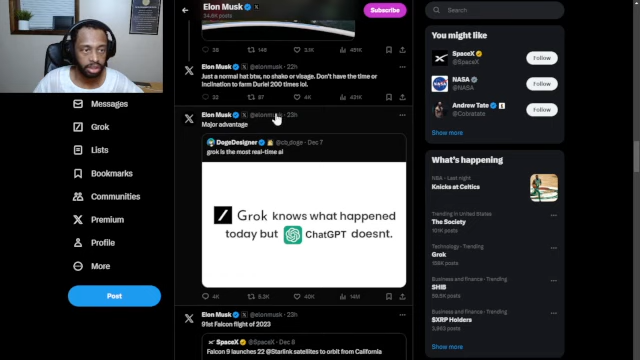 Elon Musk
34.8K posts
Subscribe
38
148
3.1K
481K
Elon Musk @elonmusk · 22h
Just a normal hat btw, no shako or visage. Don't have the time or
inclination to farm Duriel 200 times lol.
Elon Musk @elonmusk · 23h
Major advantage
DogeDesigner @cb_doge · Dec 7
grok is the most real-time ai
Grok knows what happened
today but ChatGPT doesnt.
4K
5.3K
40K
14M
Elon Musk @elonmusk · 23h
91st Falcon flight of 2023
SpaceX @SpaceX · Dec 8
Falcon 9 launches 22 @Starlink satellites to orbit from California
Messages
Grok
Lists
Bookmarks
Communities
Premium
Profile
More
Post
Search
You might like
SpaceX
@SpaceX
Follow
NASA
@NASA
Follow
Andrew Tate
@Cobratate
Follow
Show more
What's happening
NBA · Last night
Knicks at Celtics
Trending in United States
The Society
101K posts
Technology · Trending
Grok
Business and finance · Trending
SHIB
Business and finance · Trending
$XRP Holders
Show more